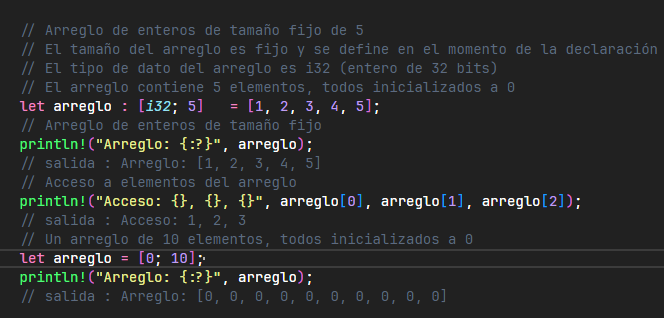 // Arreglo de enteros de tamaño fijo de 5
// El tamaño del arreglo es fijo y se define en el momento de la declaración
// El tipo de dato del arreglo es i32 (entero de 32 bits)
// El arreglo contiene 5 elementos, todos inicializados a 0
let arreglo : [i32; 5]   = [1, 2, 3, 4, 5];
// Arreglo de enteros de tamaño fijo
println!("Arreglo: {:?}", arreglo);
// salida : Arreglo: [1, 2, 3, 4, 5]
// Acceso a elementos del arreglo
println!("Acceso: {}, {}, {}", arreglo[0], arreglo[1], arreglo[2]);
// salida : Acceso: 1, 2, 3
// Un arreglo de 10 elementos, todos inicializados a 0
let arreglo = [0; 10];
println!("Arreglo: {:?}", arreglo);
// salida : Arreglo: [0, 0, 0, 0, 0, 0, 0, 0, 0, 0]